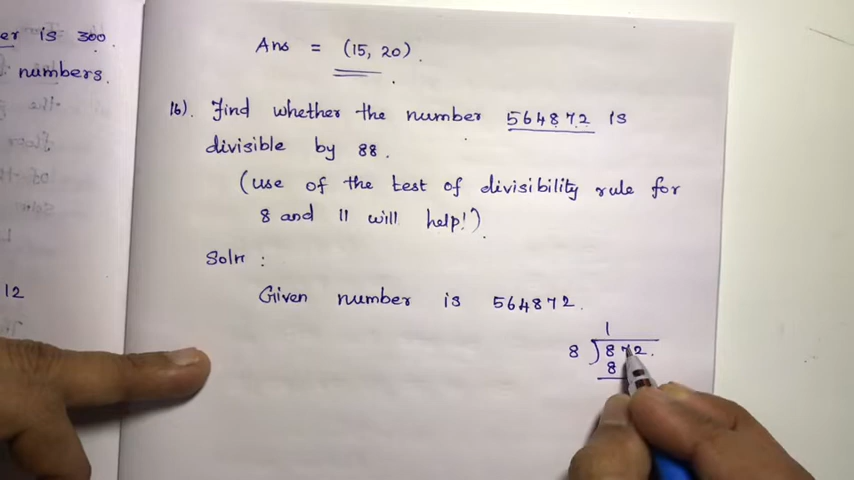 er is 300.
numbers.
12
Ans = (15, 20).
16). Find whether the number 564872 is
divisible by 88.
(use of the test of divisibility rule for
8 and 11 will help!).
Soln :
Given number is 564872.
1
8 ) 872.
8